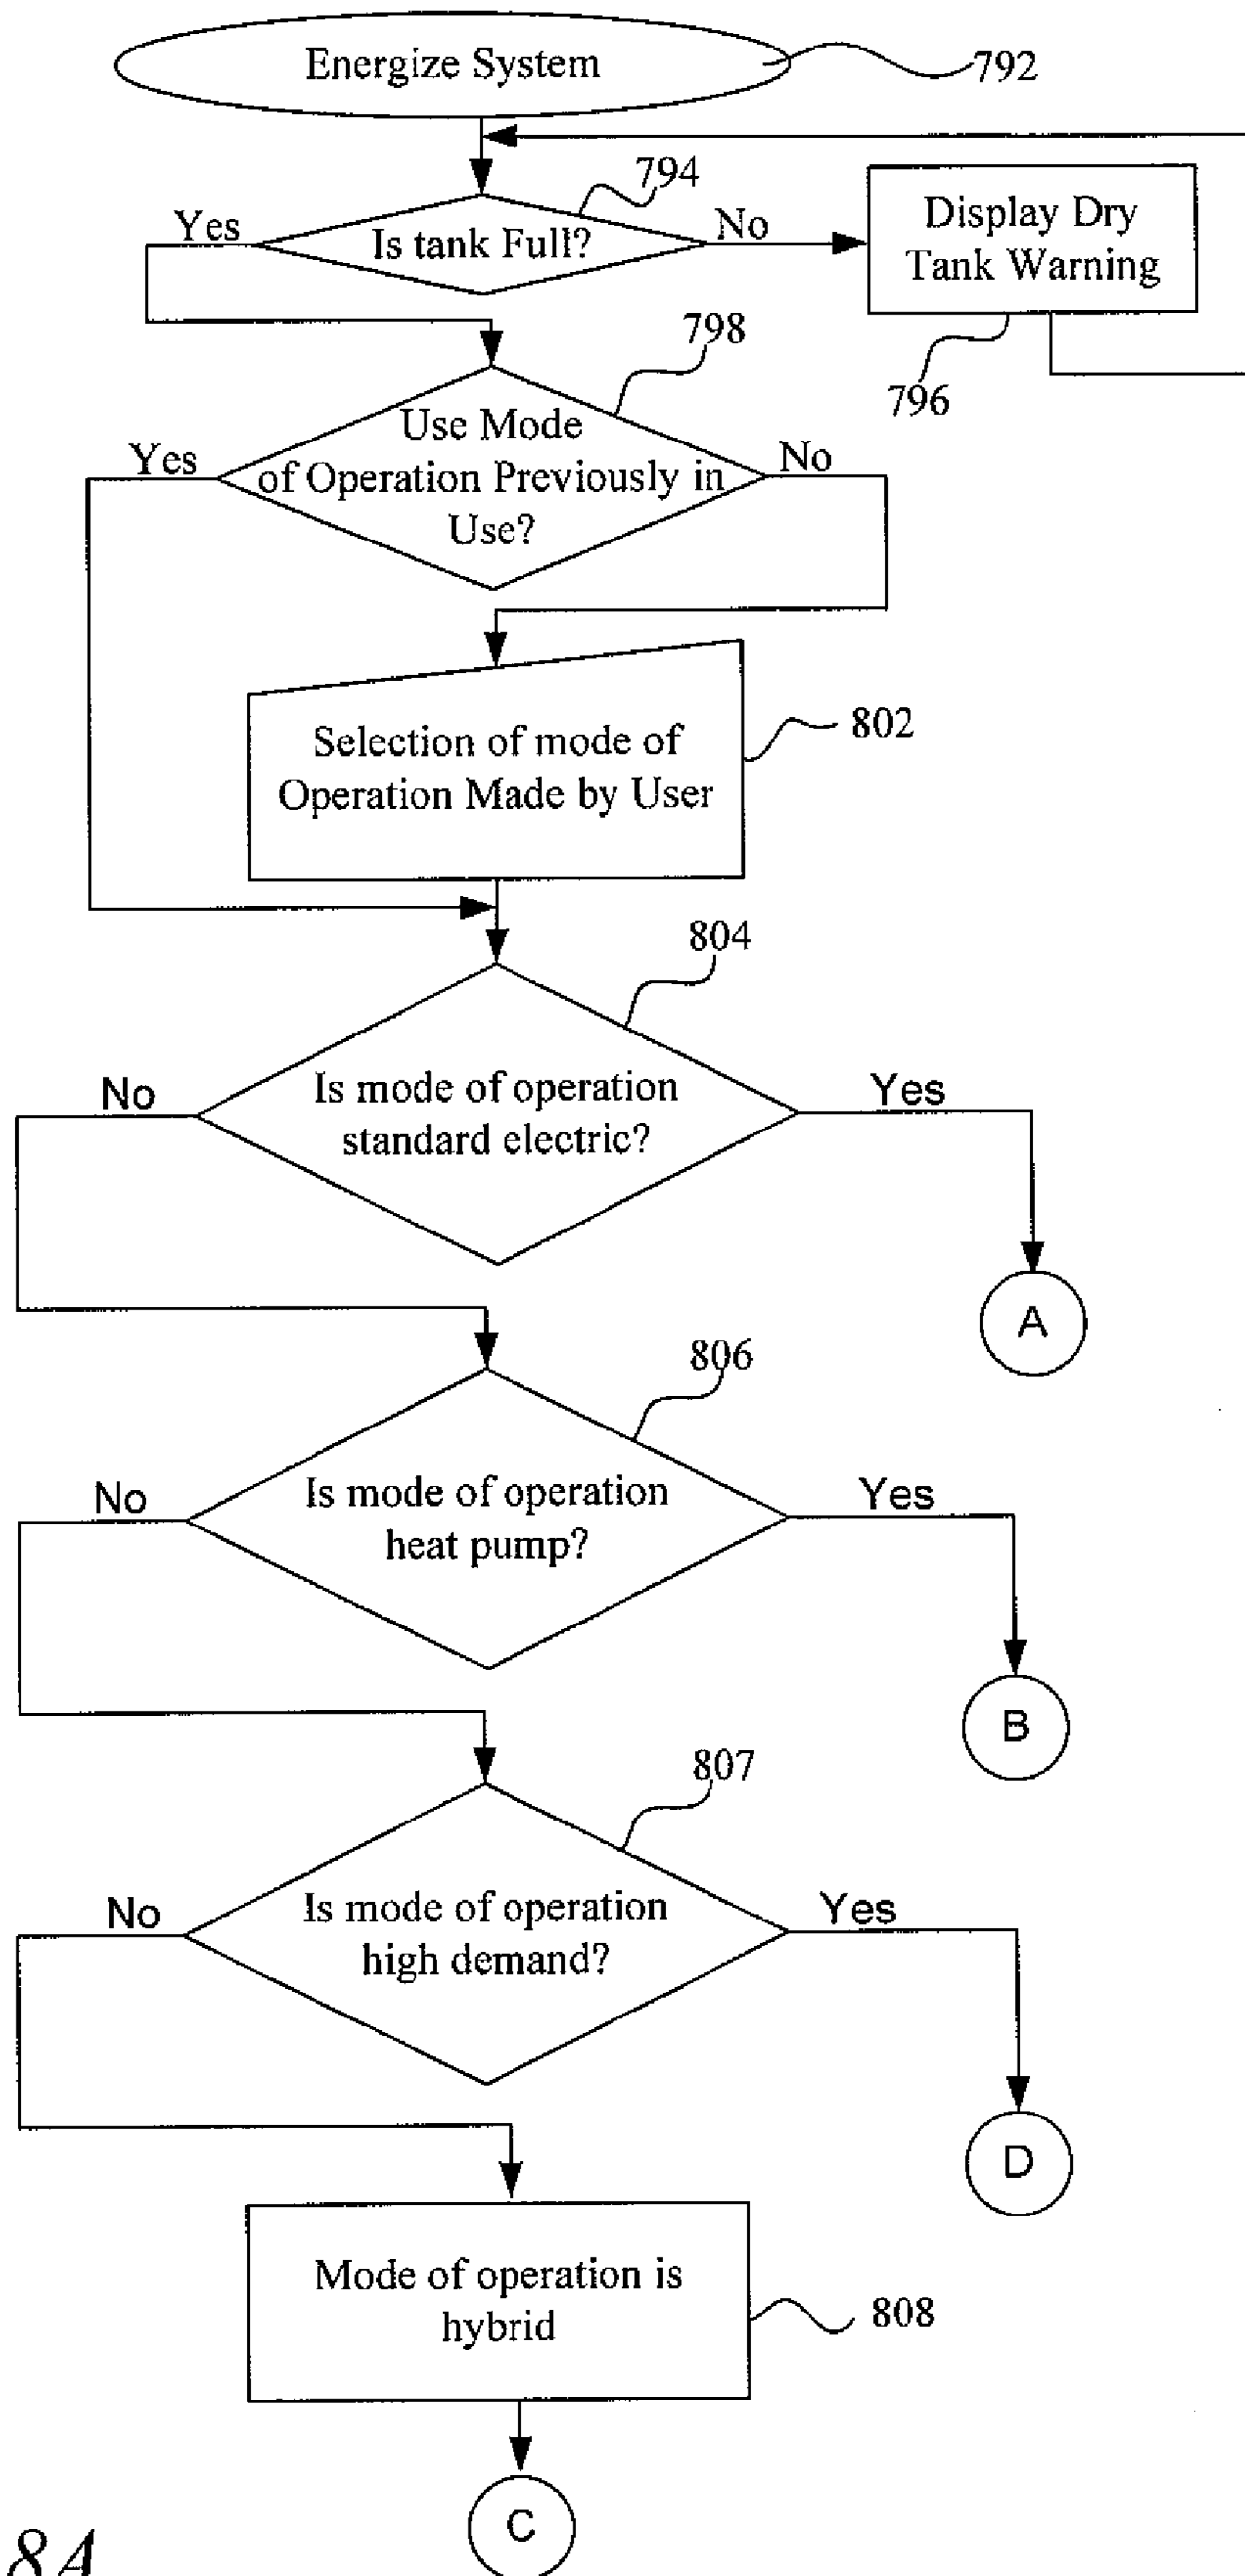 Energize System
792
794
Yes
Is tank Full?
No
Display Dry
Tank Warning
796
798
Yes
Use Mode
of Operation Previously in
Use?
No
Selection of mode of
Operation Made by User
802
804
No
Is mode of operation
standard electric?
Yes
A
806
No
Is mode of operation
heat pump?
Yes
B
807
No
Is mode of operation
high demand?
Yes
D
Mode of operation is
hybrid
808
C
8A